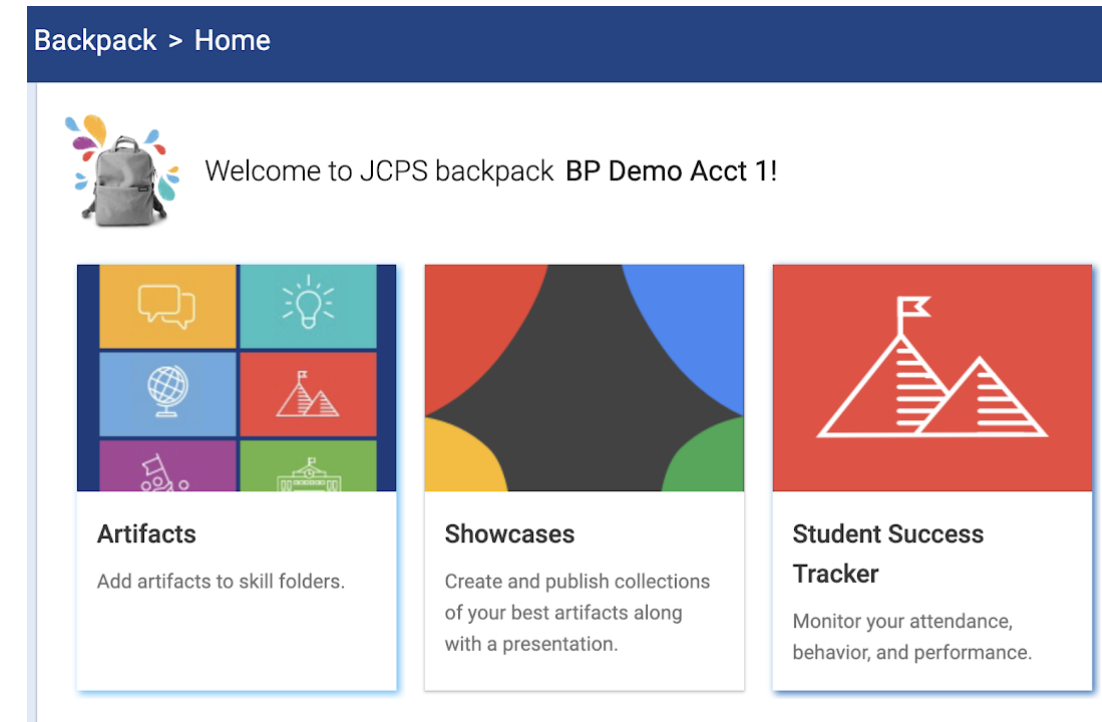 Backpack > Home
Welcome to JCPS backpack BP Demo Acct 1!
Artifacts
Add artifacts to skill folders.
Showcases
Create and publish collections
of your best artifacts along
with a presentation.
Student Success
Tracker
Monitor your attendance,
behavior, and performance.